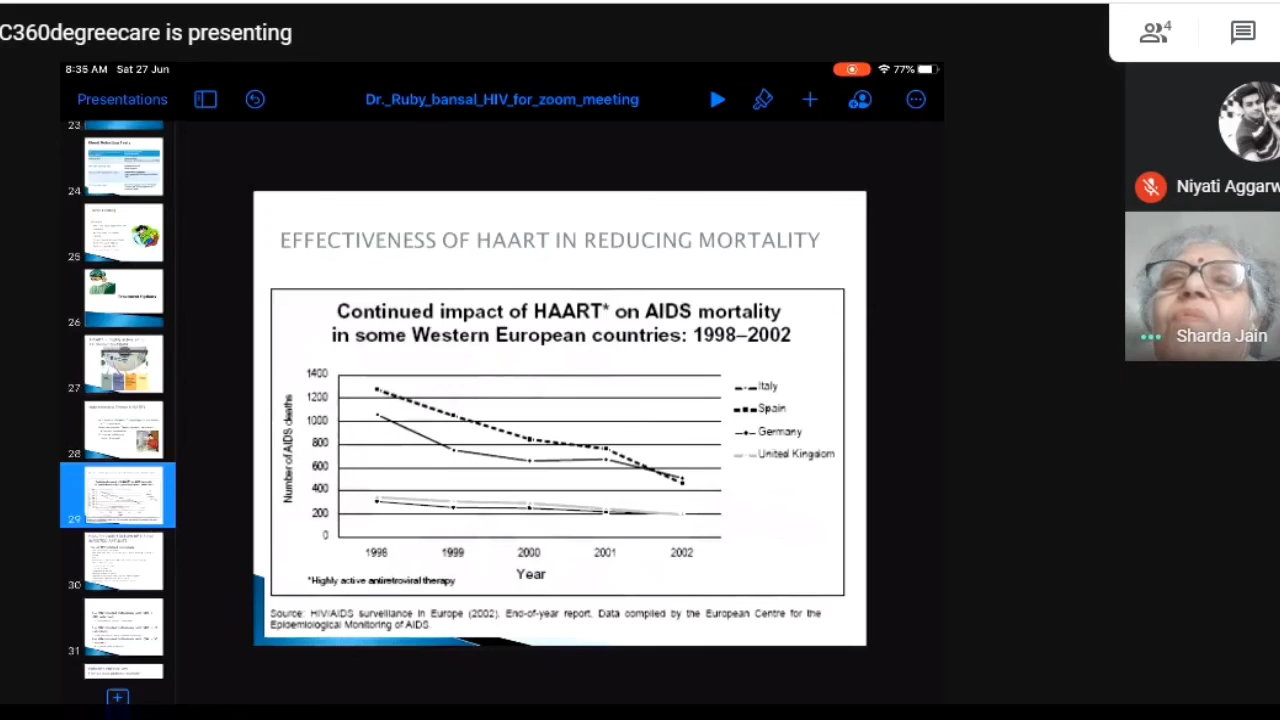 C360degreecare is presenting
4
8:35 AM Sat 27 Jun
77%
Presentations
Dr._Ruby_bansal_HIV_for_zoom_meeting
23
24
25
26
27
28
29
30
31
EFFECTIVENESS OF HAART IN REDUCING MORTALITY
Continued impact of HAART* on AIDS mortality
in some Western European countries: 1998–2002
Number of AIDS deaths
1400
1200
1000
800
600
400
200
0
1998 1999 2000 2001 2002
Year
Italy
Spain
Germany
United Kingdom
*Highly active antiretroviral therapy
Source: HIV/AIDS surveillance in Europe (2002). End-of-year report. Data compiled by the European Centre for the
Epidemiological Monitoring of AIDS.
Niyati Aggarw
Sharda Jain